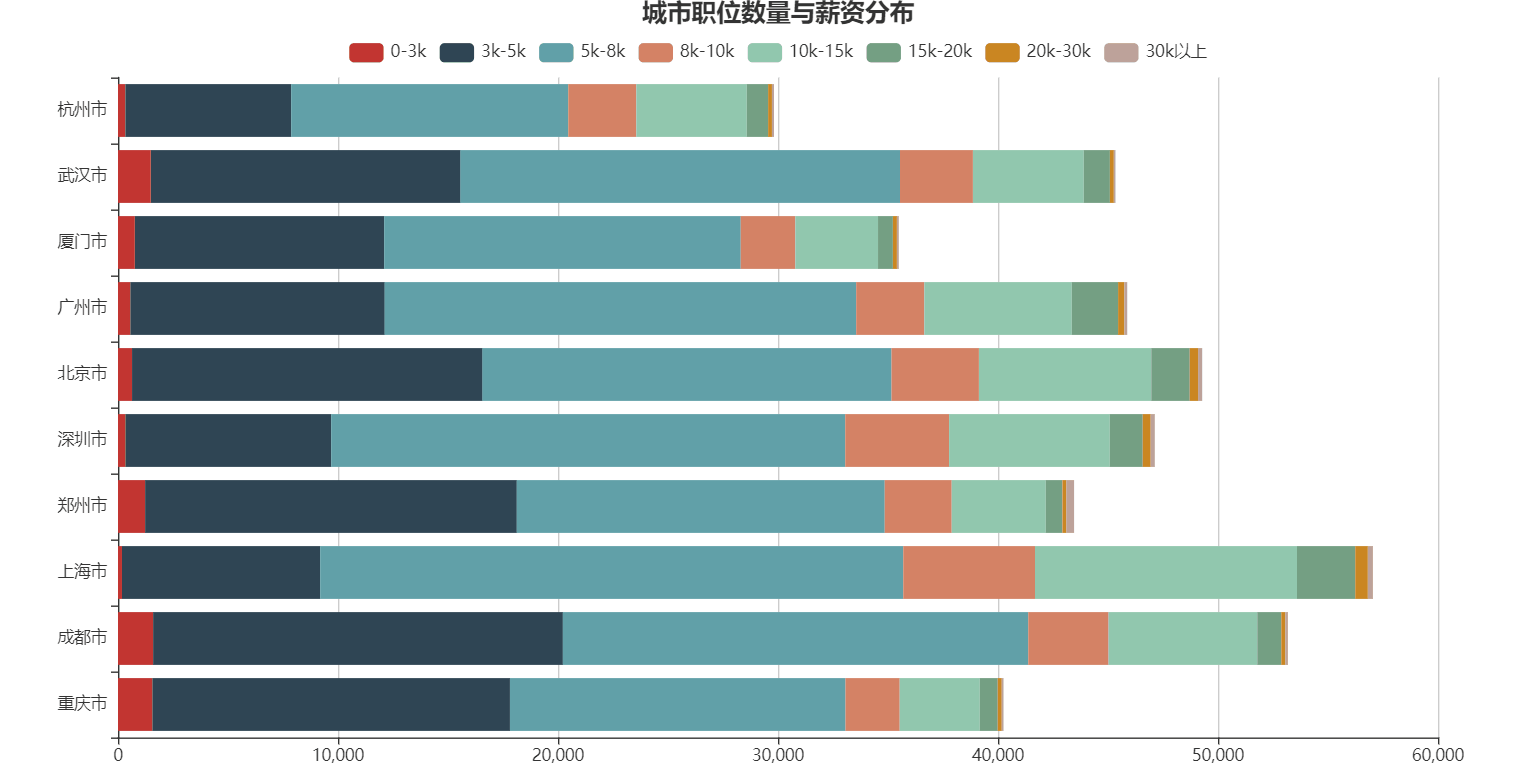 城市职位数量与薪资分布
0-3k 3k-5k 5k-8k 8k-10k 10k-15k 15k-20k 20k-30k 30k以上
杭州市
武汉市
厦门市
广州市
北京市
深圳市
郑州市
上海市
成都市
重庆市
0 10,000 20,000 30,000 40,000 50,000 60,000